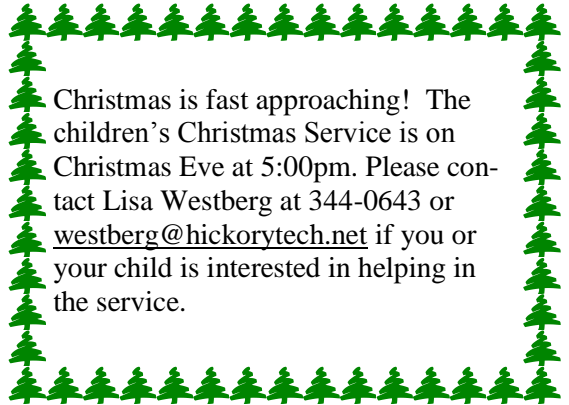 Christmas is fast approaching!  The
children’s Christmas Service is on
Christmas Eve at 5:00pm. Please con-
tact Lisa Westberg at 344-0643 or
westberg@hickorytech.net if you or
your child is interested in helping in
the service.